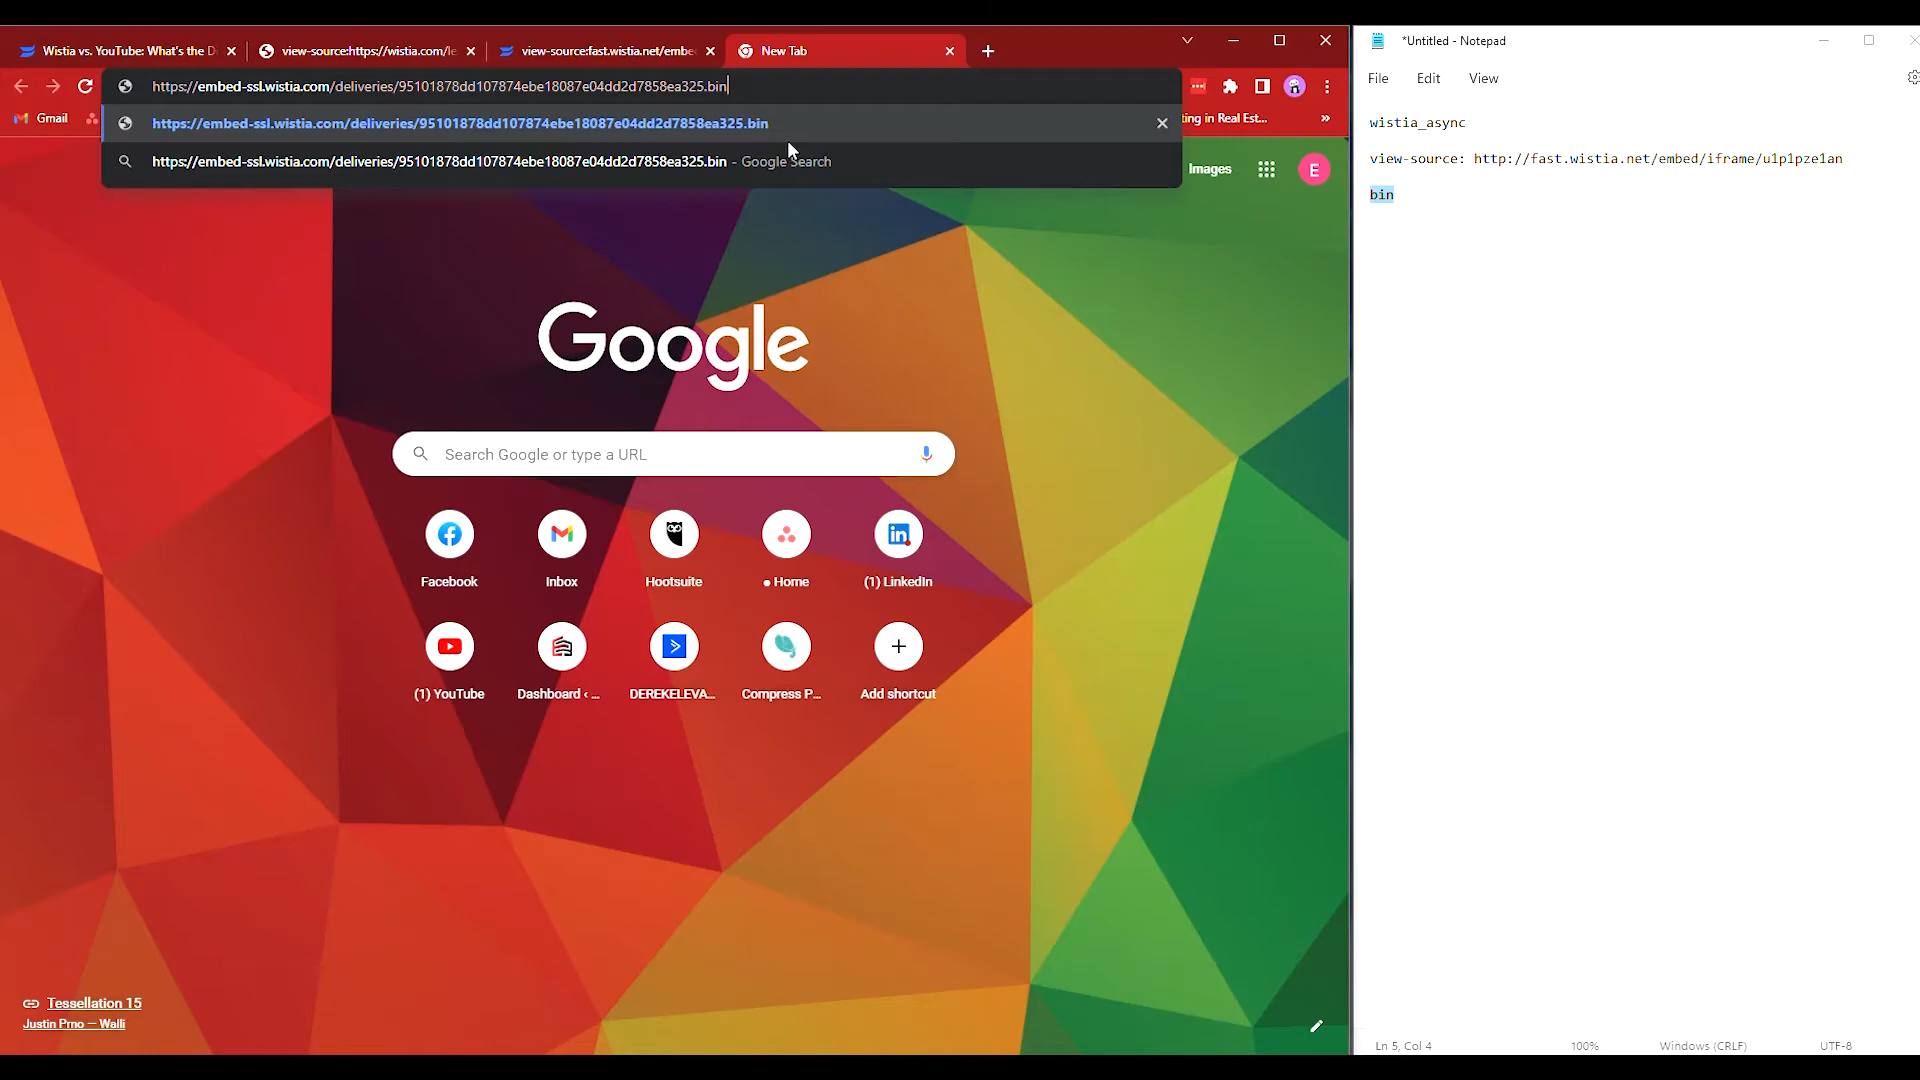 Wistia vs. YouTube: What's the D
view-source:https://wistia.com/le
view-source:fast.wistia.net/embe
New Tab
https://embed-ssl.wistia.com/deliveries/95101878dd107874ebe18087e04dd2d7858ea325.bin
Gmail
https://embed-ssl.wistia.com/deliveries/95101878dd107874ebe18087e04dd2d7858ea325.bin
ting in Real Est...
»
https://embed-ssl.wistia.com/deliveries/95101878dd107874ebe18087e04dd2d7858ea325.bin - Google Search
Images
E
Google
Search Google or type a URL
Facebook
Inbox
Hootsuite
Home
(1) LinkedIn
(1) YouTube
Dashboard ‹ ...
DEREKELEVA...
Compress P...
Add shortcut
Tessellation 15
Justin Prno — Walli
*Untitled - Notepad
File Edit View
wistia_async
view-source: http://fast.wistia.net/embed/iframe/u1p1pze1an
bin
Ln 5, Col 4
100%
Windows (CRLF)
UTF-8